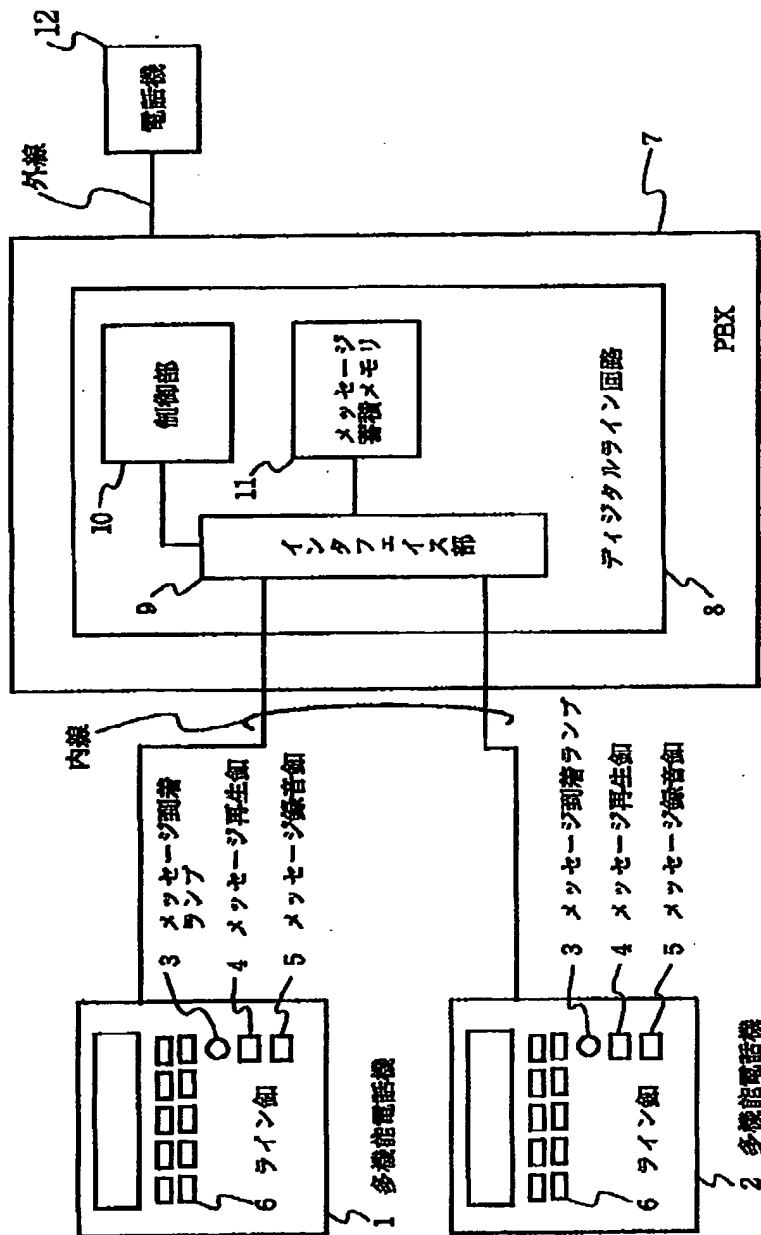 電話機
12
外線
7
PBX
制御部
10
メッセージ
蓄積メモリ
11
インタフェイス部
9
ディジタルライン回路
8
内線
3 メッセージ到着
ランプ
4 メッセージ再生釦
5 メッセージ録音釦
6 ライン釦
1 多機能電話機
3 メッセージ到着ランプ
4 メッセージ再生釦
5 メッセージ録音釦
6 ライン釦
2 多機能電話機